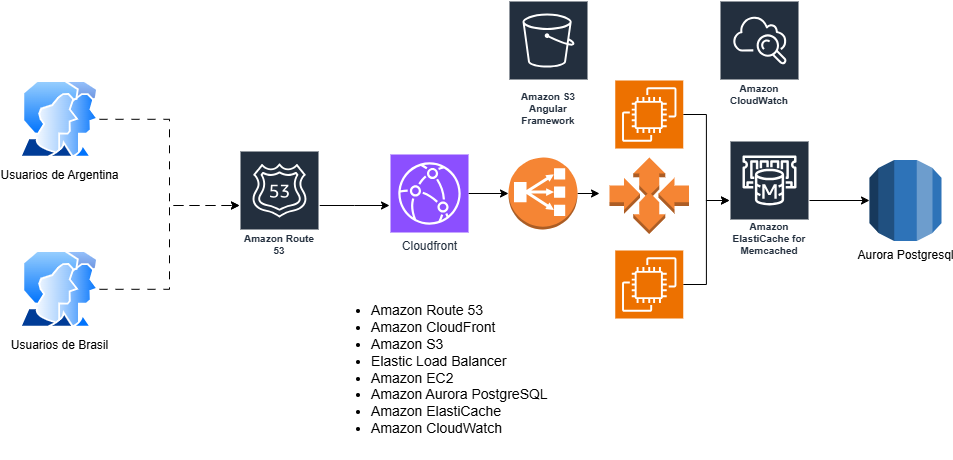 Amazon S3
Angular
Framework
Amazon
CloudWatch
Usuarios de Argentina
53
Amazon Route
53
Cloudfront
M
Amazon
ElastiCache for
Memcached
Aurora Postgresql
Usuarios de Brasil
• Amazon Route 53
• Amazon CloudFront
• Amazon S3
• Elastic Load Balancer
• Amazon EC2
• Amazon Aurora PostgreSQL
• Amazon ElastiCache
• Amazon CloudWatch